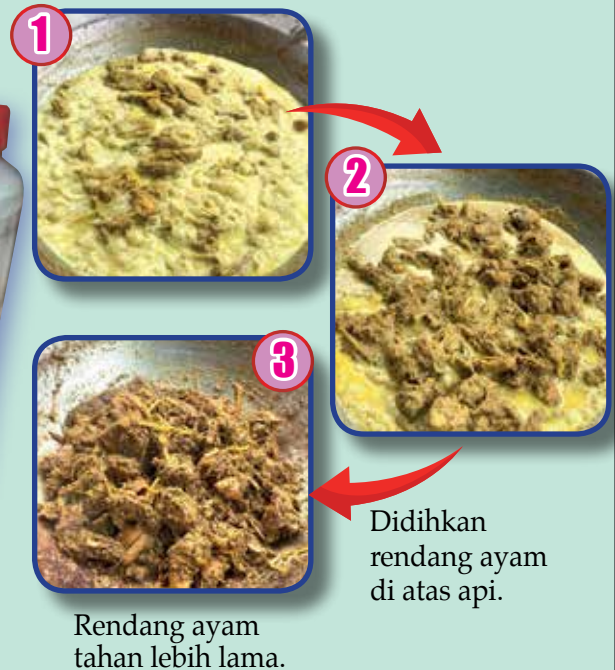 1
2
3
Didihkan
rendang ayam
di atas api.
Rendang ayam
tahan lebih lama.